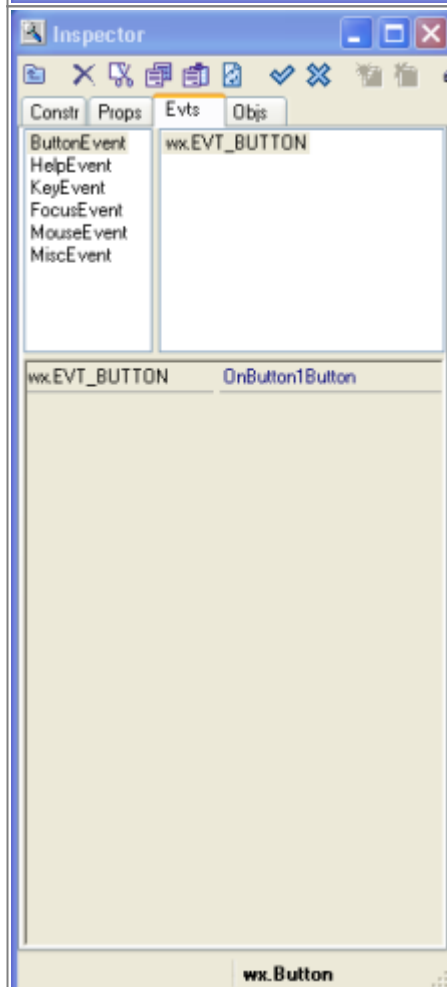 Inspector
Constr Props Evts Objs
ButtonEvent wx.EVT_BUTTON
HelpEvent
KeyEvent
FocusEvent
MouseEvent
MiscEvent
wx.EVT_BUTTON OnButton1Button
wx.Button